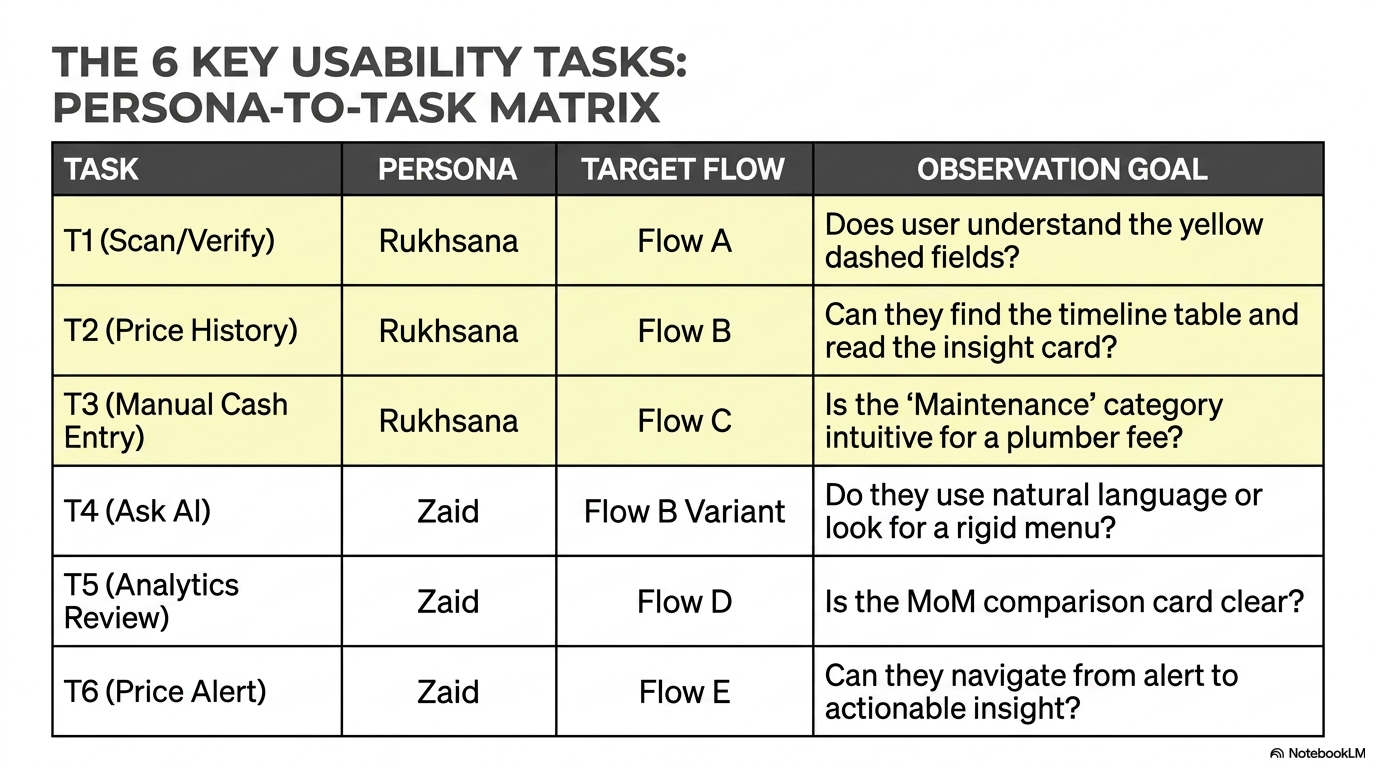 THE 6 KEY USABILITY TASKS:
PERSONA-TO-TASK MATRIX
TASK PERSONA TARGET FLOW OBSERVATION GOAL
T1 (Scan/Verify) Rukhsana Flow A Does user understand the yellow
dashed fields?
T2 (Price History) Rukhsana Flow B Can they find the timeline table and
read the insight card?
T3 (Manual Cash
Entry) Rukhsana Flow C Is the ‘Maintenance’ category
intuitive for a plumber fee?
T4 (Ask AI) Zaid Flow B Variant Do they use natural language or
look for a rigid menu?
T5 (Analytics
Review) Zaid Flow D Is the MoM comparison card clear?
T6 (Price Alert) Zaid Flow E Can they navigate from alert to
actionable insight?
NotebookLM